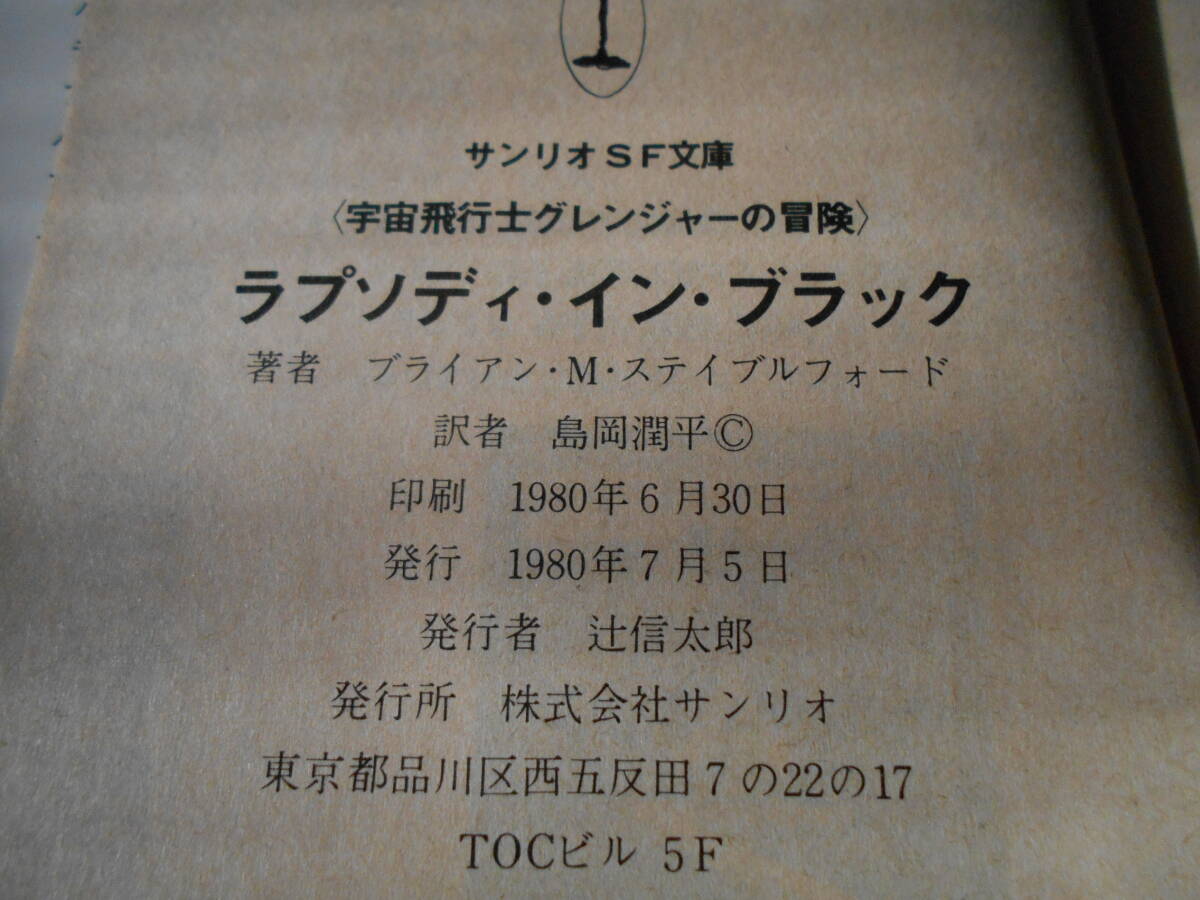 サンリオSF文庫
〈宇宙飛行士グレンジャーの冒険〉
ラプソディ・イン・ブラック
著者 ブライアン・M・ステイブルフォード
訳者 島岡潤平©
印刷 1980年6月30日
発行 1980年7月5日
発行者 辻信太郎
発行所 株式会社サンリオ
東京都品川区西五反田7の22の17
TOCビル 5F